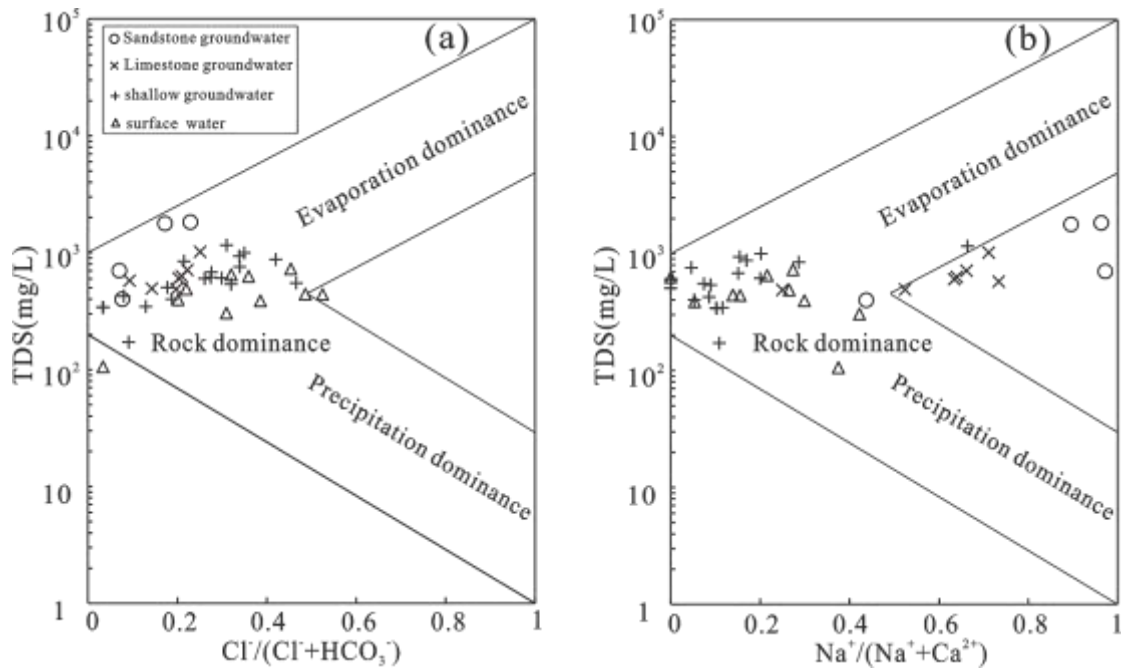 (a)
Sandstone groundwater
Limestone groundwater
shallow groundwater
surface water
Evaporation dominance
Rock dominance
Precipitation dominance
TDS(mg/L)
10⁵
10⁴
10³
10²
10
1
0
0.2
0.4
0.6
0.8
1
Cl⁻/(Cl⁻+HCO₃⁻)
(b)
Evaporation dominance
Rock dominance
Precipitation dominance
TDS(mg/L)
10⁵
10⁴
10³
10²
10
1
0
0.2
0.4
0.6
0.8
1
Na⁺/(Na⁺+Ca²⁺)